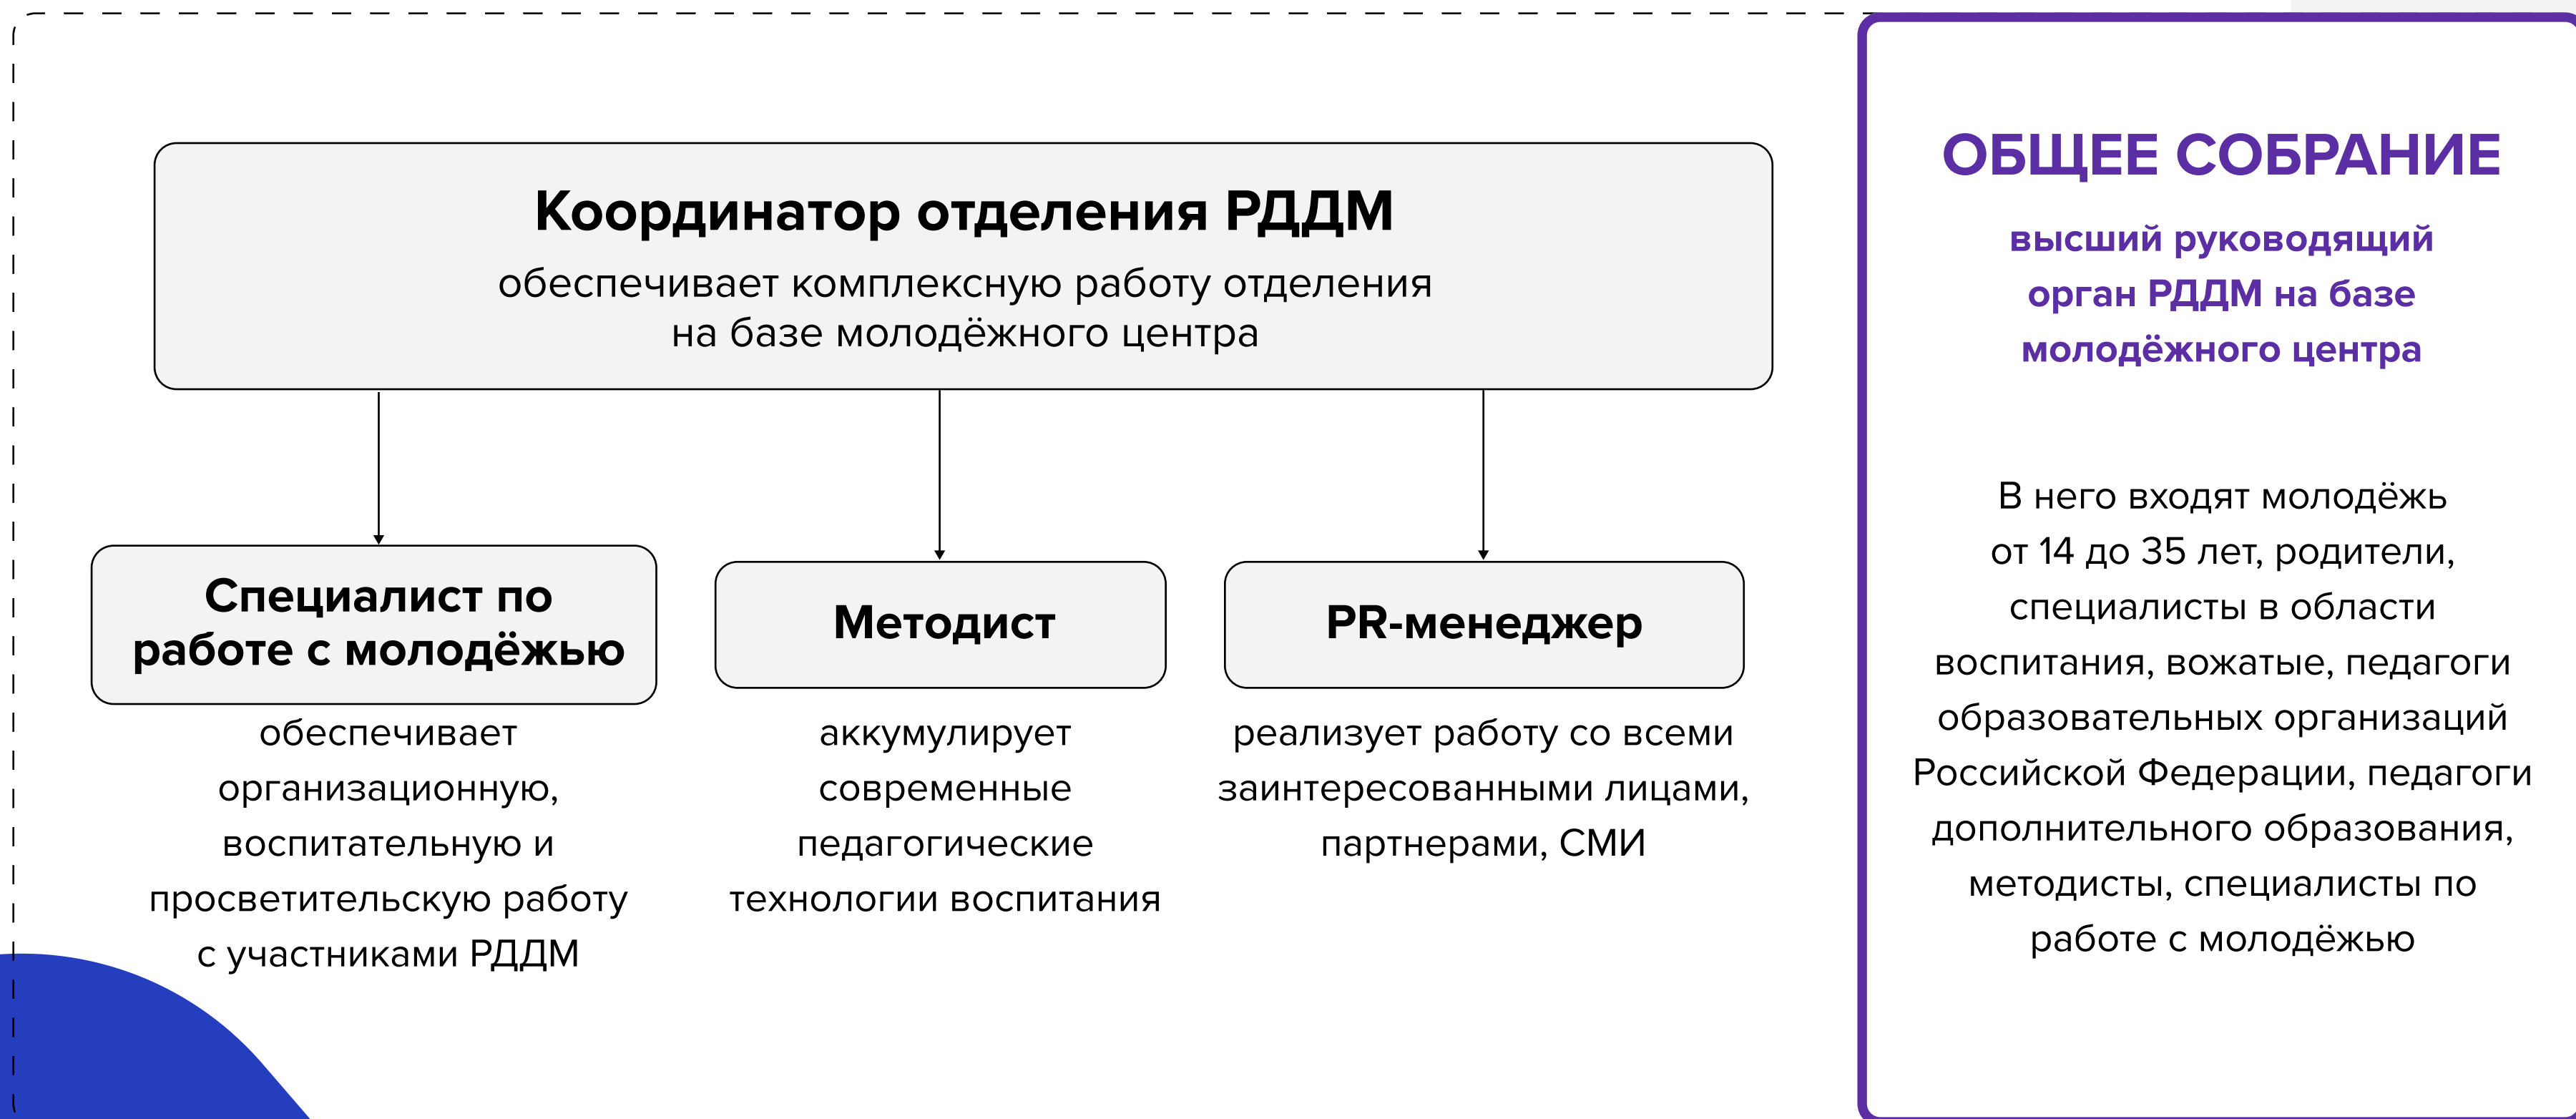 Координатор отделения РДДМ
обеспечивает комплексную работу отделения
на базе молодёжного центра
Специалист по
работе с молодёжью
обеспечивает
организационную,
воспитательную и
просветительскую работу
с участниками РДДМ
Методист
аккумулирует
современные
педагогические
технологии воспитания
PR-менеджер
реализует работу со всеми
заинтересованными лицами,
партнерами, СМИ
ОБЩЕЕ СОБРАНИЕ
высший руководящий
орган РДДМ на базе
молодёжного центра
В него входят молодёжь
от 14 до 35 лет, родители,
специалисты в области
воспитания, вожатые, педагоги
образовательных организаций
Российской Федерации, педагоги
дополнительного образования,
методисты, специалисты по
работе с молодёжью